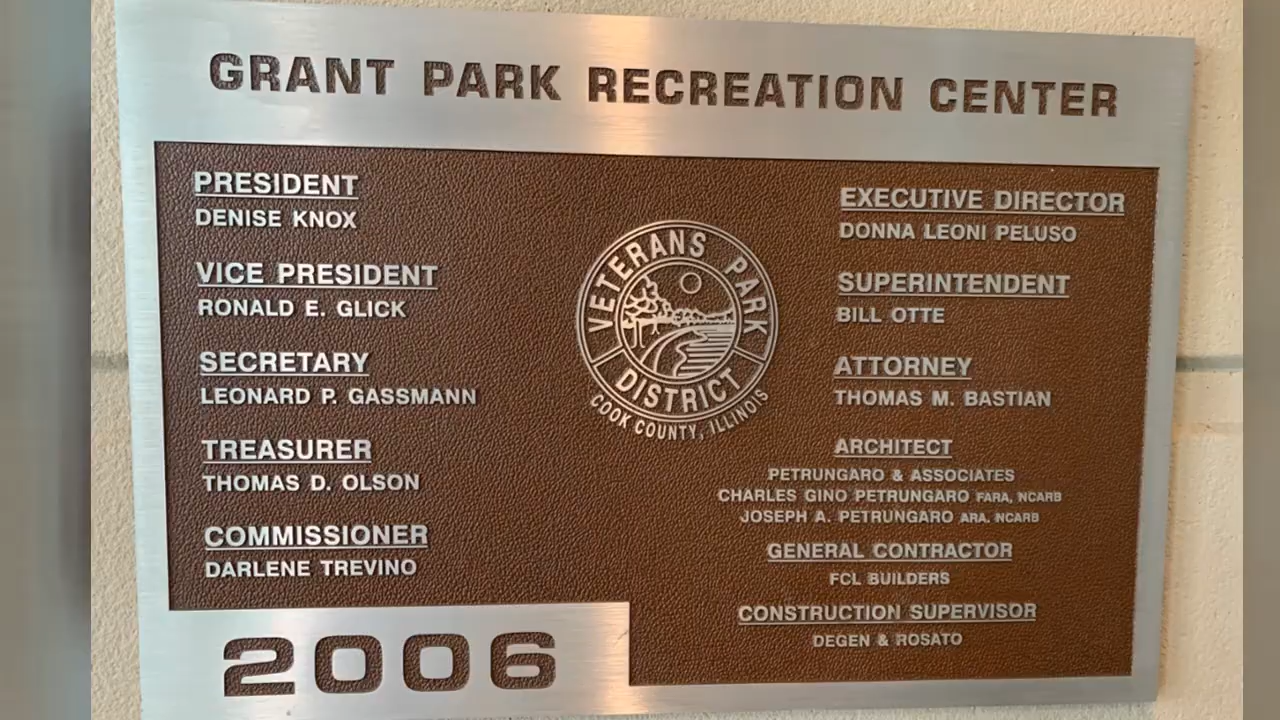 GRANT PARK RECREATION CENTER
PRESIDENT
DENISE KNOX
VICE PRESIDENT
RONALD E. GLICK
SECRETARY
LEONARD P. GASSMANN
TREASURER
THOMAS D. OLSON
COMMISSIONER
DARLENE TREVINO
2006
VETERANS PARK
DISTRICT
COOK COUNTY, ILLINOIS
EXECUTIVE DIRECTOR
DONNA LEONI PELUSO
SUPERINTENDENT
BILL OTTE
ATTORNEY
THOMAS M. BASTIAN
ARCHITECT
PETRUNGARO & ASSOCIATES
CHARLES GINO PETRUNGARO FARA, NCARB
JOSEPH A. PETRUNGARO ARA, NCARB
GENERAL CONTRACTOR
FCL BUILDERS
CONSTRUCTION SUPERVISOR
DEGEN & ROSATO